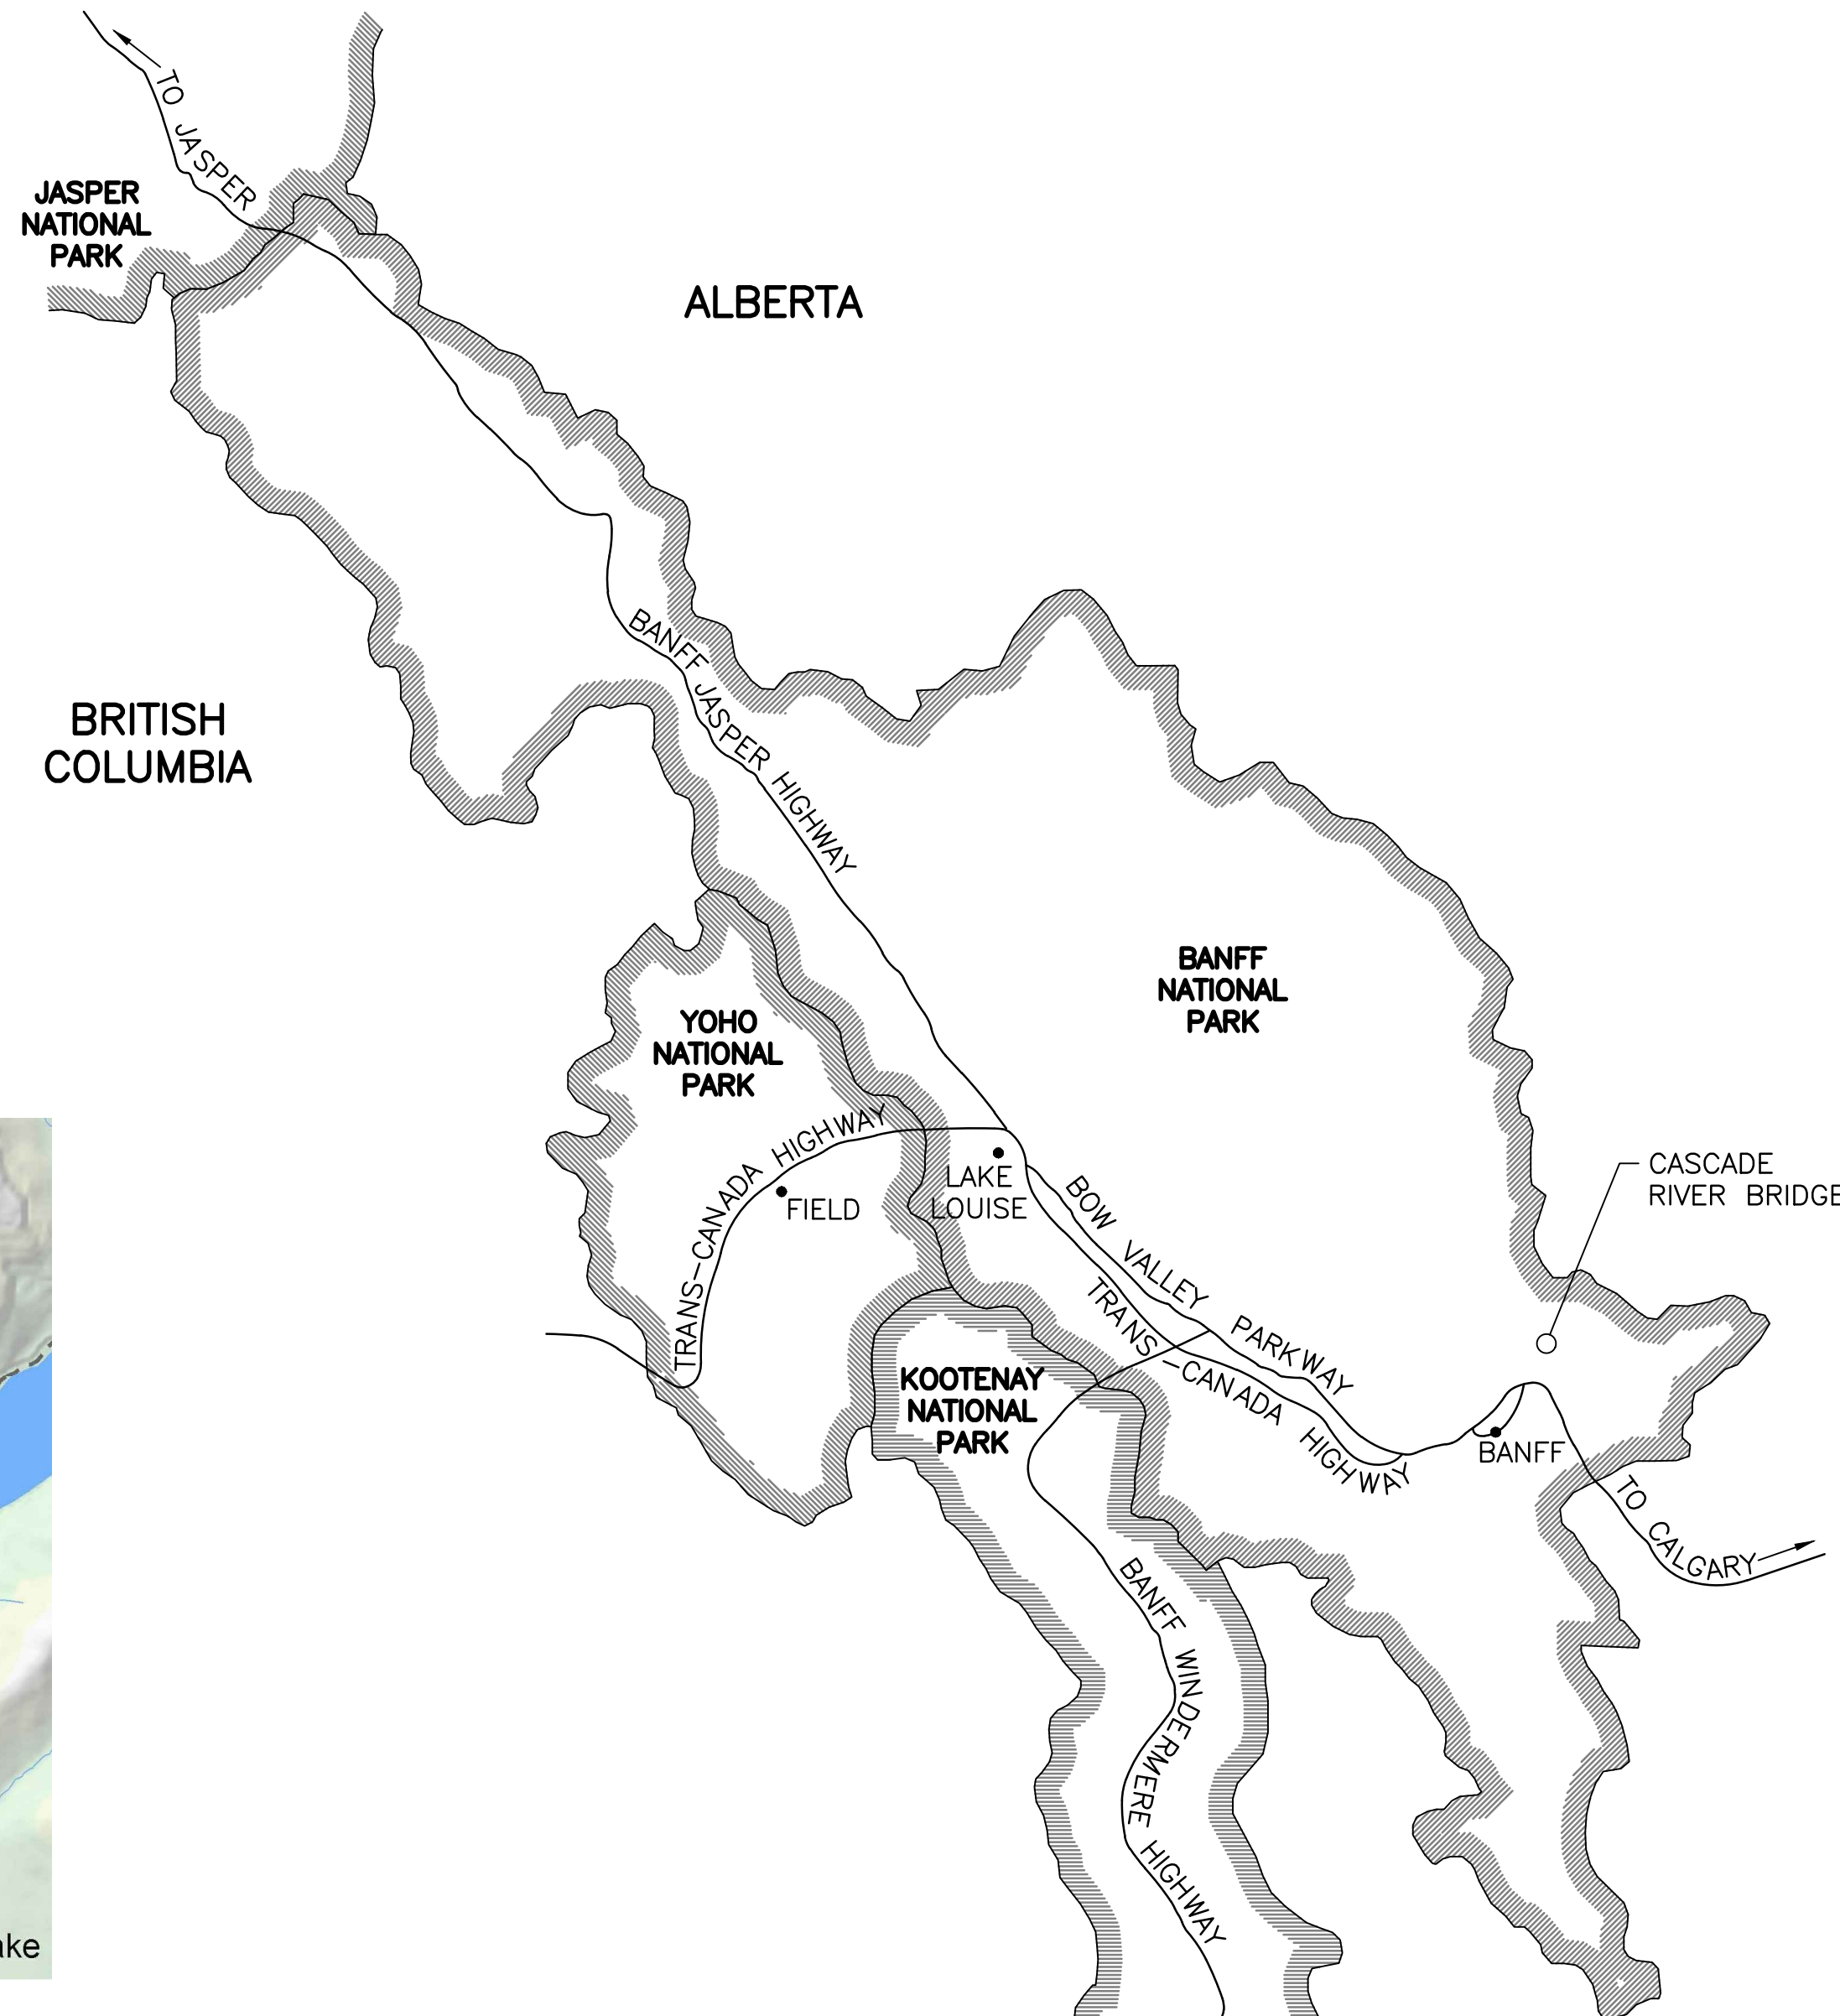 TO JASPER
JASPER
NATIONAL
PARK
ALBERTA
BANFF JASPER HIGHWAY
BRITISH
COLUMBIA
BANFF
NATIONAL
PARK
YOHO
NATIONAL
PARK
TRANS-CANADA HIGHWAY
FIELD
LAKE
LOUISE
BOW VALLEY PARKWAY
CASCADE
RIVER BRIDGE
TRANS-CANADA HIGHWAY
KOOTENAY
NATIONAL
PARK
BANFF
TO CALGARY
BANFF WINDERMERE HIGHWAY